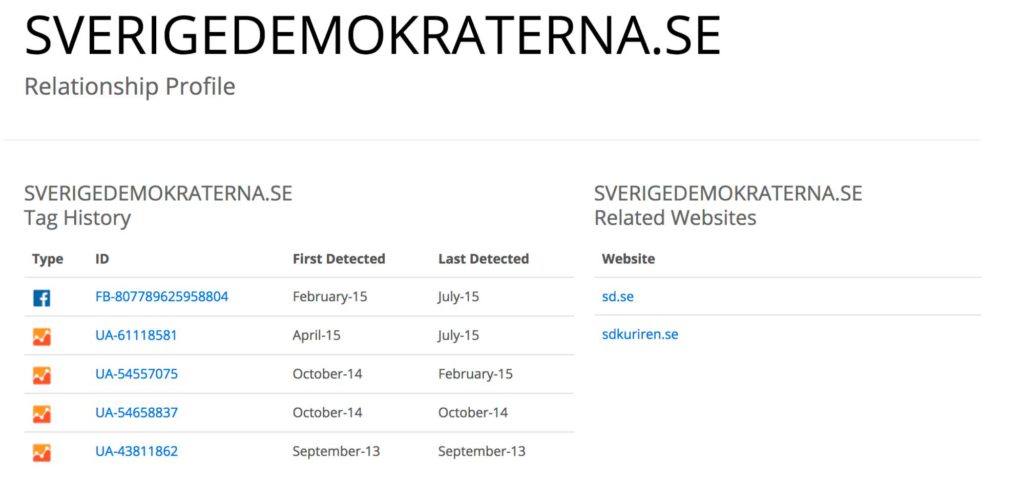 SVERIGEDEMOKRATERNA.SE
Relationship Profile
SVERIGEDEMOKRATERNA.SE
Tag History
Type ID First Detected Last Detected
FB-807789625958804 February-15 July-15
UA-61118581 April-15 July-15
UA-54557075 October-14 February-15
UA-54658837 October-14 October-14
UA-43811862 September-13 September-13
SVERIGEDEMOKRATERNA.SE
Related Websites
Website
sd.se
sdkuriren.se